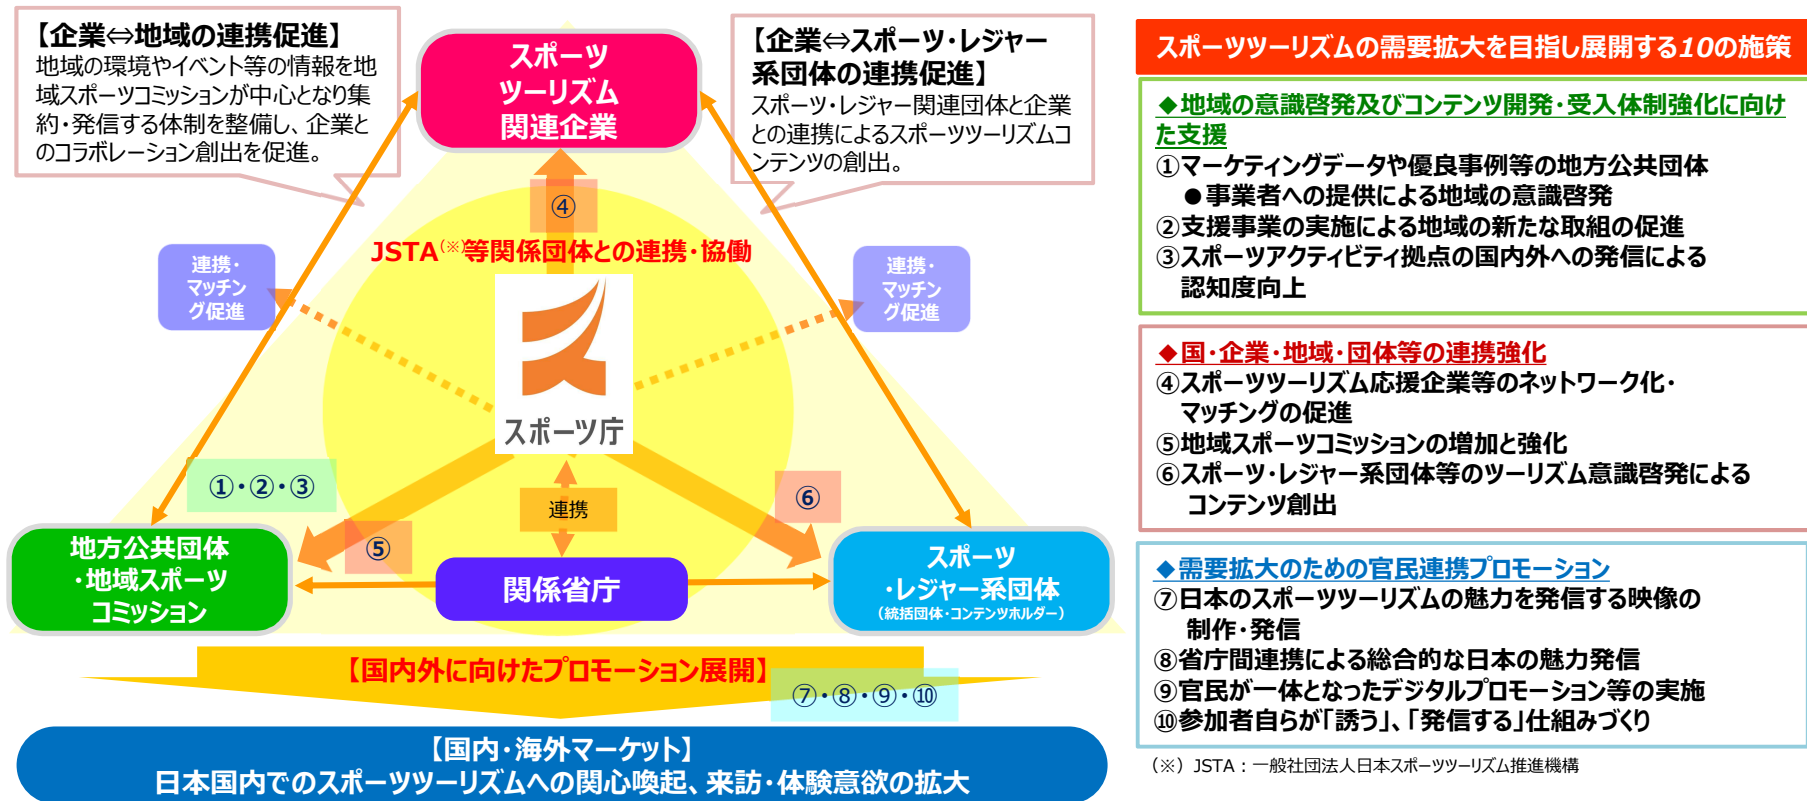 【企業⇔地域の連携促進】
地域の環境やイベント等の情報を地
域スポーツコミッションが中心となり集
約・発信する体制を整備し、企業と
のコラボレーション創出を促進。
スポーツ
ツーリズム
関連企業
【企業⇔スポーツ・レジャー
系団体の連携促進】
スポーツ・レジャー関連団体と企業
との連携によるスポーツツーリズムコ
ンテンツの創出。
④
JSTA(※)等関係団体との連携・協働
連携・
マッチン
グ促進
連携・
マッチン
グ促進
スポーツ庁
①・②・③
⑤
連携
⑥
地方公共団体
・地域スポーツ
コミッション
関係省庁
スポーツ
・レジャー系団体
（統括団体・コンテンツホルダー）
【国内外に向けたプロモーション展開】
⑦・⑧・⑨・⑩
【国内・海外マーケット】
日本国内でのスポーツツーリズムへの関心喚起、来訪・体験意欲の拡大
スポーツツーリズムの需要拡大を目指し展開する10の施策
◆地域の意識啓発及びコンテンツ開発・受入体制強化に向け
た支援
①マーケティングデータや優良事例等の地方公共団体
●事業者への提供による地域の意識啓発
②支援事業の実施による地域の新たな取組の促進
③スポーツアクティビティ拠点の国内外への発信による
認知度向上
◆国・企業・地域・団体等の連携強化
④スポーツツーリズム応援企業等のネットワーク化・
マッチングの促進
⑤地域スポーツコミッションの増加と強化
⑥スポーツ・レジャー系団体等のツーリズム意識啓発による
コンテンツ創出
◆需要拡大のための官民連携プロモーション
⑦日本のスポーツツーリズムの魅力を発信する映像の
制作・発信
⑧省庁間連携による総合的な日本の魅力発信
⑨官民が一体となったデジタルプロモーション等の実施
⑩参加者自らが「誘う」、「発信する」仕組みづくり
（※）JSTA：一般社団法人日本スポーツツーリズム推進機構